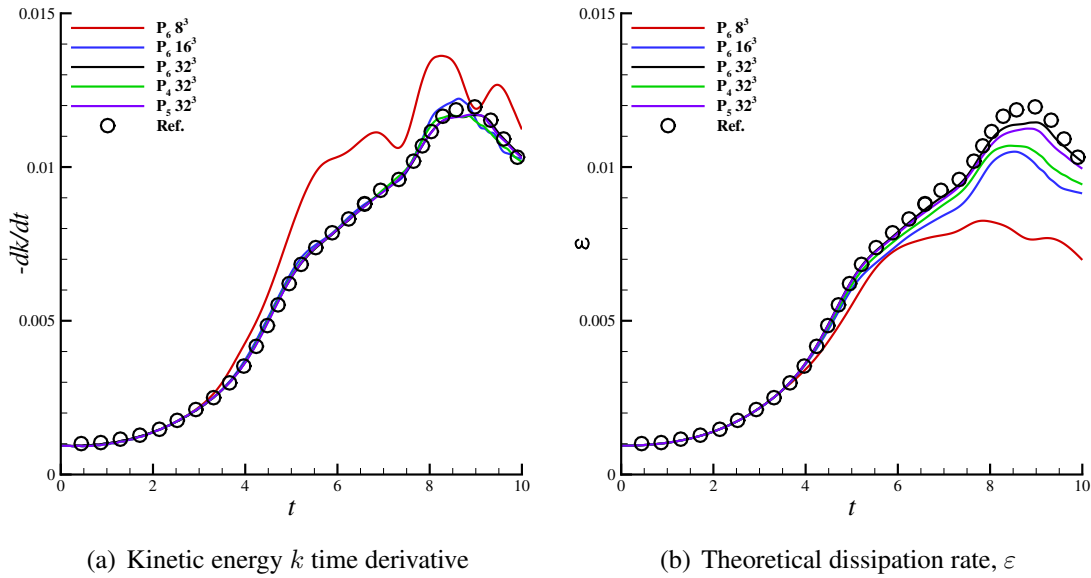 0.015
P₆ 8³
P₆ 16³
P₆ 32³
P₄ 32³
P₅ 32³
Ref.
0.01
-dk/dt
0.005
0
0 2 4 6 8 10
t
(a) Kinetic energy k time derivative
0.015
P₆ 8³
P₆ 16³
P₆ 32³
P₄ 32³
P₅ 32³
Ref.
0.01
ε
0.005
0
0 2 4 6 8 10
t
(b) Theoretical dissipation rate, ε